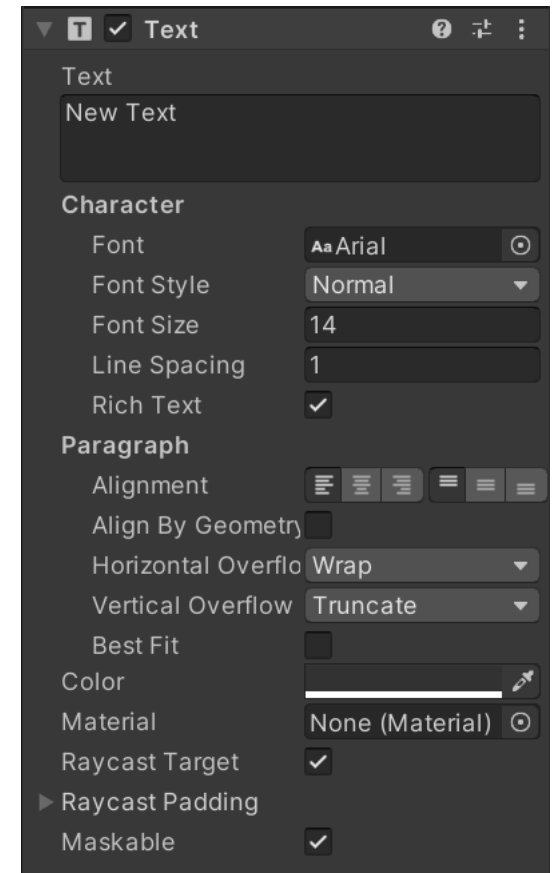 T Text ?
Text
New Text
Character
Font Aa Arial
Font Style Normal
Font Size 14
Line Spacing 1
Rich Text
Paragraph
Alignment
Align By Geometry
Horizontal Overflo Wrap
Vertical Overflow Truncate
Best Fit
Color
Material None (Material)
Raycast Target
Raycast Padding
Maskable